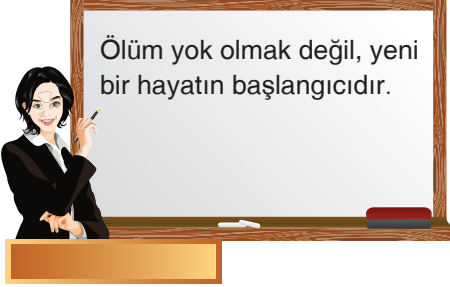 Ölüm yok olmak değil, yeni
bir hayatın başlangıcıdır.